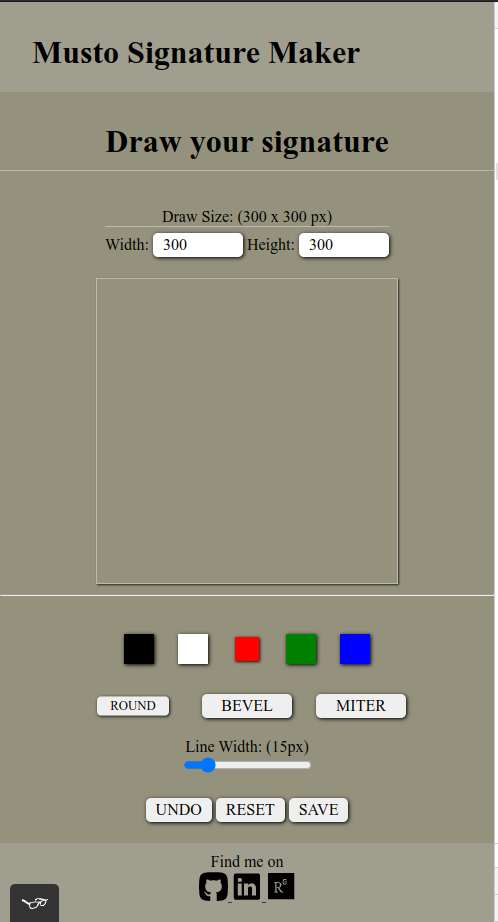 Musto Signature Maker
Draw your signature
Draw Size: (300 x 300 px)
Width: 300 Height: 300
ROUND BEVEL MITER
Line Width: (15px)
UNDO RESET SAVE
Find me on
in R G